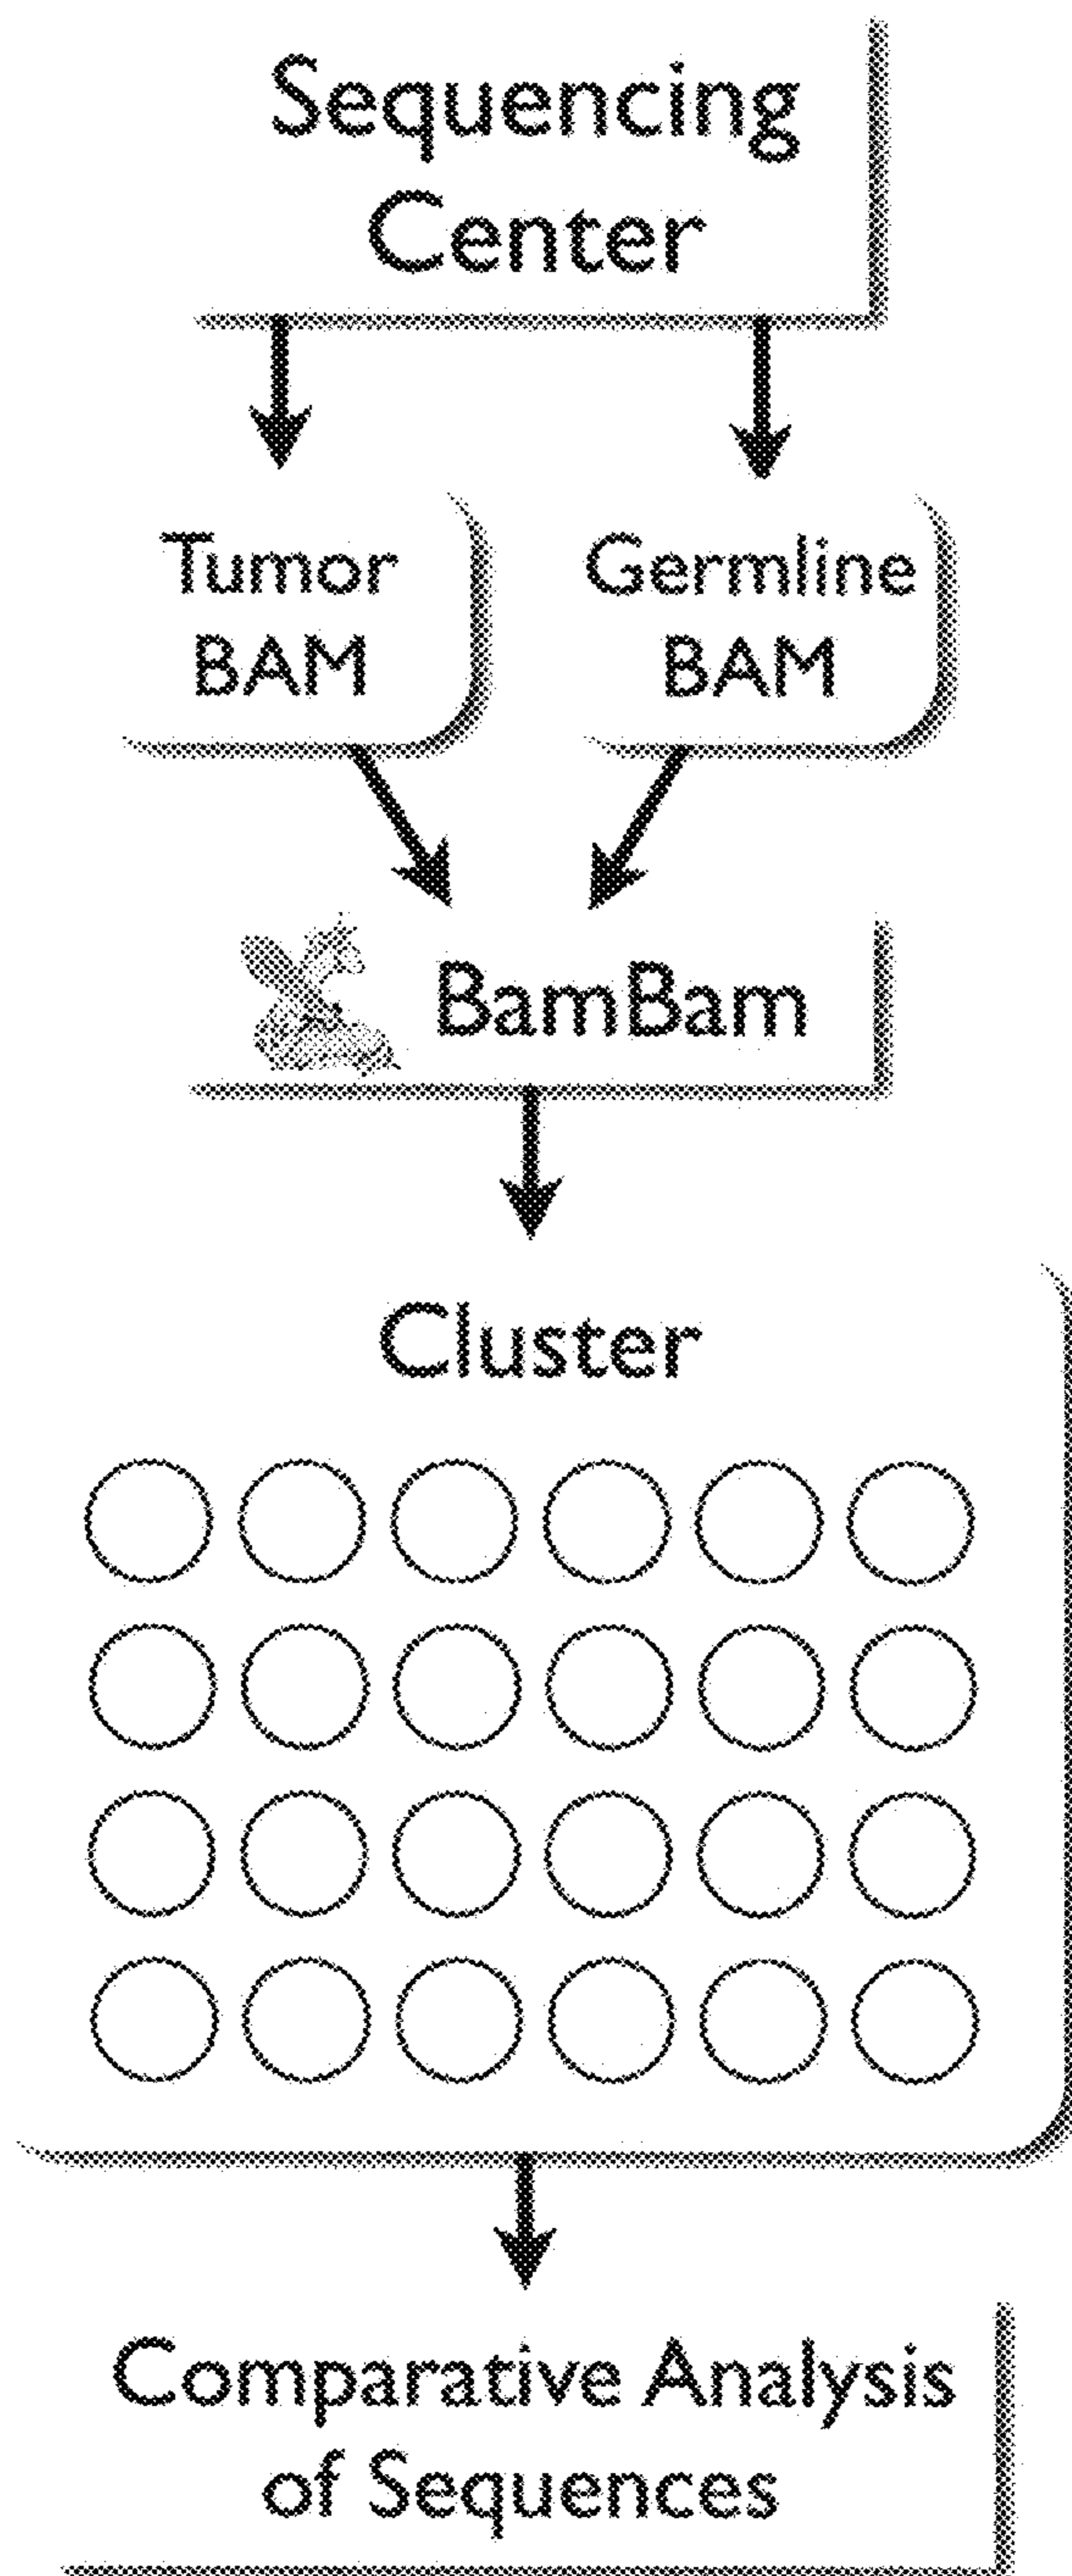 Sequencing
Center
Tumor
BAM
Germline
BAM
BamBam
Cluster
Comparative Analysis
of Sequences